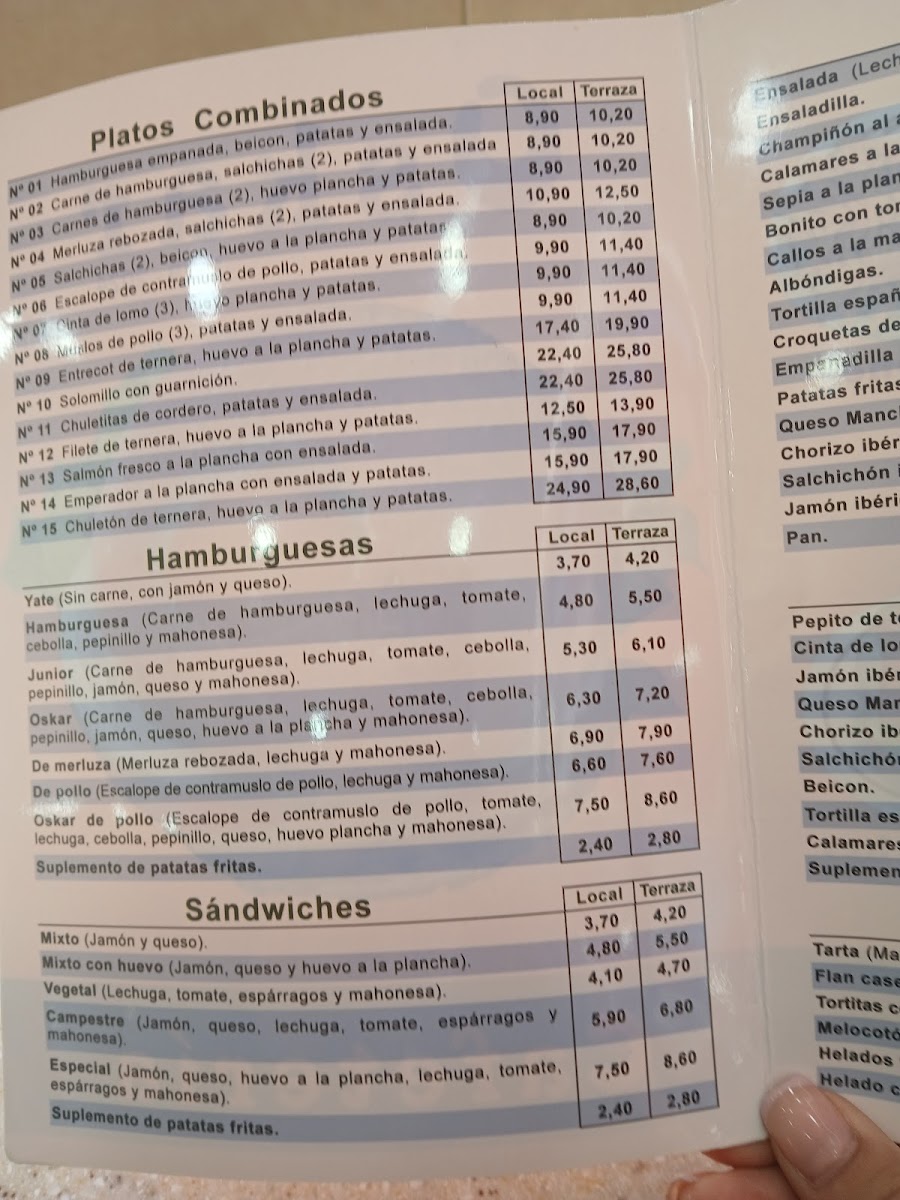 Platos Combinados
Local Terraza
Nº 01 Hamburguesa empanada, beicon, patatas y ensalada. 8,90 10,20
Nº 02 Carne de hamburguesa, salchichas (2), patatas y ensalada 8,90 10,20
Nº 03 Carnes de hamburguesa (2), huevo plancha y patatas. 8,90 10,20
Nº 04 Merluza rebozada, salchichas (2), patatas y ensalada. 10,90 12,50
Nº 05 Salchichas (2), beicon, huevo a la plancha y patatas. 8,90 10,20
Nº 06 Escalope de contramuslo de pollo, patatas y ensalada. 9,90 11,40
Nº 07 Cinta de lomo (3), huevo plancha y patatas. 9,90 11,40
Nº 08 Muslos de pollo (3), patatas y ensalada. 9,90 11,40
Nº 09 Entrecot de ternera, huevo a la plancha y patatas. 17,40 19,90
Nº 10 Solomillo con guarnición. 22,40 25,80
Nº 11 Chuletitas de cordero, patatas y ensalada. 22,40 25,80
Nº 12 Filete de ternera, huevo a la plancha y patatas. 12,50 13,90
Nº 13 Salmón fresco a la plancha con ensalada. 15,90 17,90
Nº 14 Emperador a la plancha con ensalada y patatas. 15,90 17,90
Nº 15 Chuletón de ternera, huevo a la plancha y patatas. 24,90 28,60
Hamburguesas
Local Terraza
Yate (Sin carne, con jamón y queso). 3,70 4,20
Hamburguesa (Carne de hamburguesa, lechuga, tomate,
cebolla, pepinillo y mahonesa). 4,80 5,50
Junior (Carne de hamburguesa, lechuga, tomate, cebolla,
pepinillo, jamón, queso y mahonesa). 5,30 6,10
Oskar (Carne de hamburguesa, lechuga, tomate, cebolla,
pepinillo, jamón, queso, huevo a la plancha y mahonesa). 6,30 7,20
De merluza (Merluza rebozada, lechuga y mahonesa). 6,90 7,90
De pollo (Escalope de contramuslo de pollo, lechuga y mahonesa). 6,60 7,60
Oskar de pollo (Escalope de contramuslo de pollo, tomate,
lechuga, cebolla, pepinillo, queso, huevo plancha y mahonesa). 7,50 8,60
Suplemento de patatas fritas. 2,40 2,80
Sándwiches
Local Terraza
Mixto (Jamón y queso). 3,70 4,20
Mixto con huevo (Jamón, queso y huevo a la plancha). 4,80 5,50
Vegetal (Lechuga, tomate, espárragos y mahonesa). 4,10 4,70
Campestre (Jamón, queso, lechuga, tomate, espárragos y
mahonesa). 5,90 6,80
Especial (Jamón, queso, huevo a la plancha, lechuga, tomate,
espárragos y mahonesa). 7,50 8,60
Suplemento de patatas fritas. 2,40 2,80
Ensalada (Lech
Ensaladilla.
Champiñón al a
Calamares a la
Sepia a la plan
Bonito con tom
Callos a la ma
Albóndigas.
Tortilla españ
Croquetas de
Empanadilla
Patatas fritas
Queso Manc
Chorizo ibér
Salchichón i
Jamón ibéri
Pan.
Pepito de te
Cinta de lo
Jamón ibér
Queso Man
Chorizo ib
Salchichó
Beicon.
Tortilla es
Calamares
Suplemen
Tarta (Ma
Flan case
Tortitas c
Melocotó
Helados
Helado c